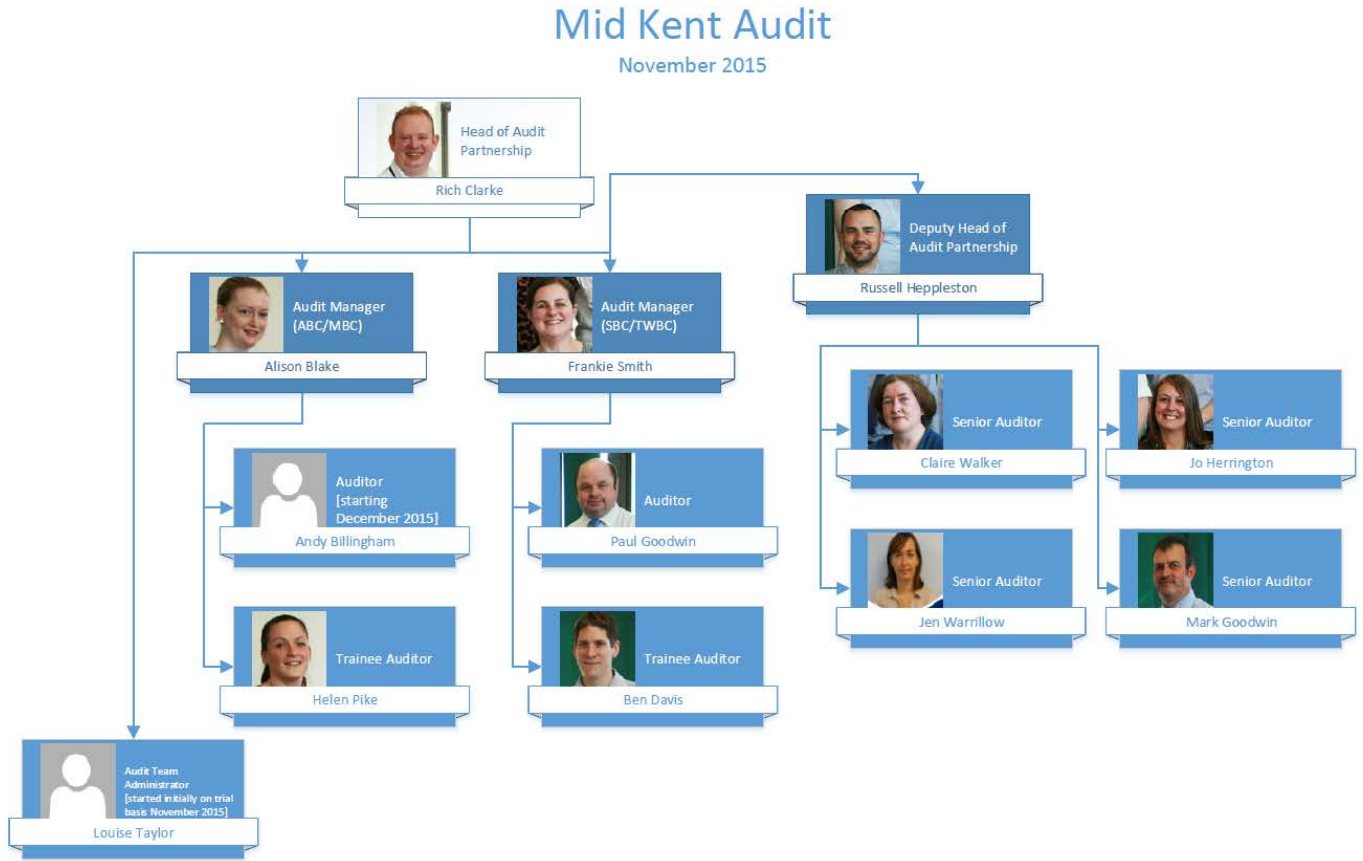 Mid Kent Audit
November 2015
Head of Audit
Partnership
Rich Clarke
Deputy Head of
Audit Partnership
Russell Heppleston
Audit Manager
(ABC/MBC)
Alison Blake
Audit Manager
(SBC/TWBC)
Frankie Smith
Senior Auditor
Claire Walker
Senior Auditor
Jo Herrington
Auditor
[starting
December 2015]
Andy Billingham
Auditor
Paul Goodwin
Senior Auditor
Jen Warrillow
Senior Auditor
Mark Goodwin
Trainee Auditor
Helen Pike
Trainee Auditor
Ben Davis
Audit Team
Administrator
[started initially on trial
basis November 2015]
Louise Taylor